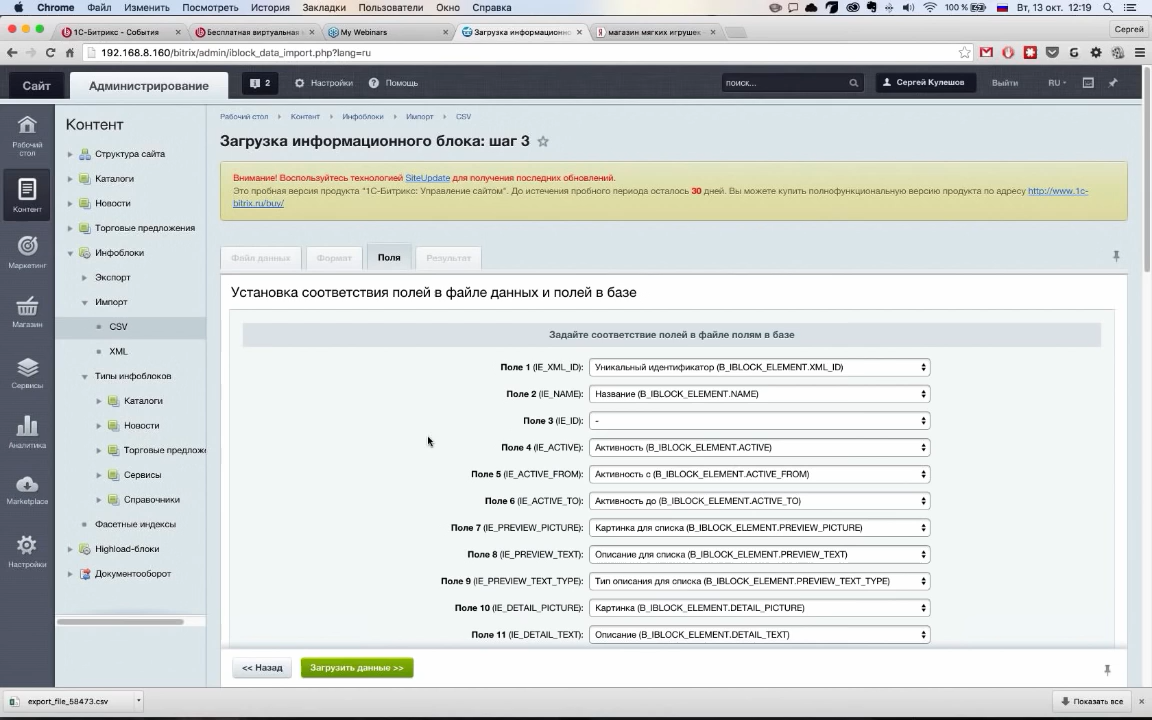 Chrome Файл Изменить Посмотреть История Закладки Пользователи Окно Справка 100 % Вт, 13 окт. 12:19
1С-Битрикс - События Бесплатная виртуальная My Webinars Загрузка информационного магазин мягких игрушек Сергей
192.168.8.160/bitrix/admin/iblock_data_import.php?lang=ru
Сайт Администрирование 2 Настройки Помощь поиск... Сергей Кулешов Выйти RU
Рабочий стол
Контент
Маркетинг
Магазин
Сервисы
Аналитика
Marketplace
Настройки
Контент
Структура сайта
Каталоги
Новости
Торговые предложения
Инфоблоки
Экспорт
Импорт
CSV
XML
Типы инфоблоков
Каталоги
Новости
Торговые предложе
Сервисы
Справочники
Фасетные индексы
Highload-блоки
Документооборот
Рабочий стол Контент Инфоблоки Импорт CSV
Загрузка информационного блока: шаг 3
Внимание! Воспользуйтесь технологией SiteUpdate для получения последних обновлений.
Это пробная версия продукта "1С-Битрикс: Управление сайтом". До истечения пробного периода осталось 30 дней. Вы можете купить полнофункциональную версию продукта по адресу http://www.1c-
bitrix.ru/buy/
Файл данных Формат Поля Результат
Установка соответствия полей в файле данных и полей в базе
Задайте соответствие полей в файле полям в базе
Поле 1 (IE_XML_ID): Уникальный идентификатор (B_IBLOCK_ELEMENT.XML_ID)
Поле 2 (IE_NAME): Название (B_IBLOCK_ELEMENT.NAME)
Поле 3 (IE_ID): -
Поле 4 (IE_ACTIVE): Активность (B_IBLOCK_ELEMENT.ACTIVE)
Поле 5 (IE_ACTIVE_FROM): Активность с (B_IBLOCK_ELEMENT.ACTIVE_FROM)
Поле 6 (IE_ACTIVE_TO): Активность до (B_IBLOCK_ELEMENT.ACTIVE_TO)
Поле 7 (IE_PREVIEW_PICTURE): Картинка для списка (B_IBLOCK_ELEMENT.PREVIEW_PICTURE)
Поле 8 (IE_PREVIEW_TEXT): Описание для списка (B_IBLOCK_ELEMENT.PREVIEW_TEXT)
Поле 9 (IE_PREVIEW_TEXT_TYPE): Тип описания для списка (B_IBLOCK_ELEMENT.PREVIEW_TEXT_TYPE)
Поле 10 (IE_DETAIL_PICTURE): Картинка (B_IBLOCK_ELEMENT.DETAIL_PICTURE)
Поле 11 (IE_DETAIL_TEXT): Описание (B_IBLOCK_ELEMENT.DETAIL_TEXT)
<< Назад Загрузить данные >>
export_file_58473.csv Показать все